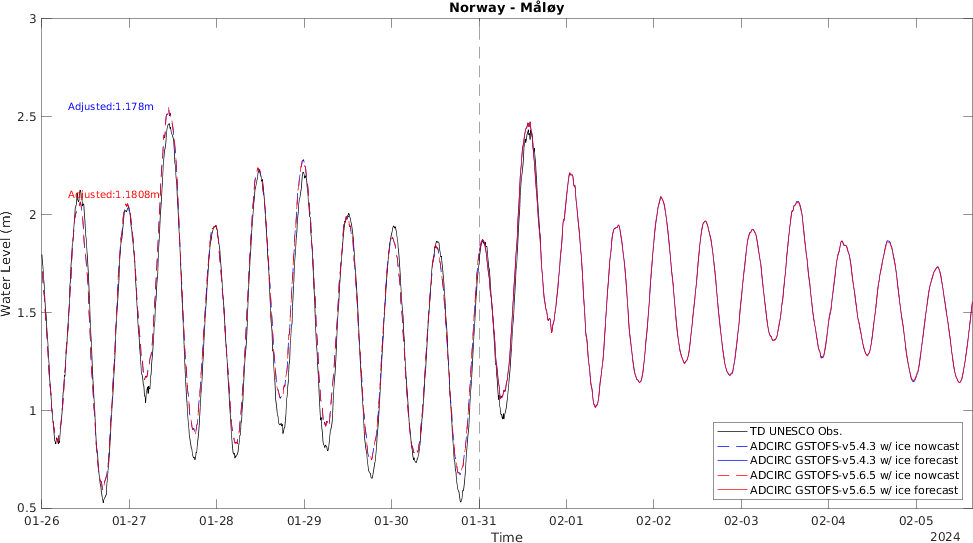 Norway - Måløy
3
2.5
2
1.5
1
0.5
Water Level (m)
Adjusted:1.178m
Adjusted:1.1808m
01-26 01-27 01-28 01-29 01-30 01-31 02-01 02-02 02-03 02-04 02-05
Time
2024
TD UNESCO Obs.
ADCIRC GSTOFS-v5.4.3 w/ ice nowcast
ADCIRC GSTOFS-v5.4.3 w/ ice forecast
ADCIRC GSTOFS-v5.6.5 w/ ice nowcast
ADCIRC GSTOFS-v5.6.5 w/ ice forecast